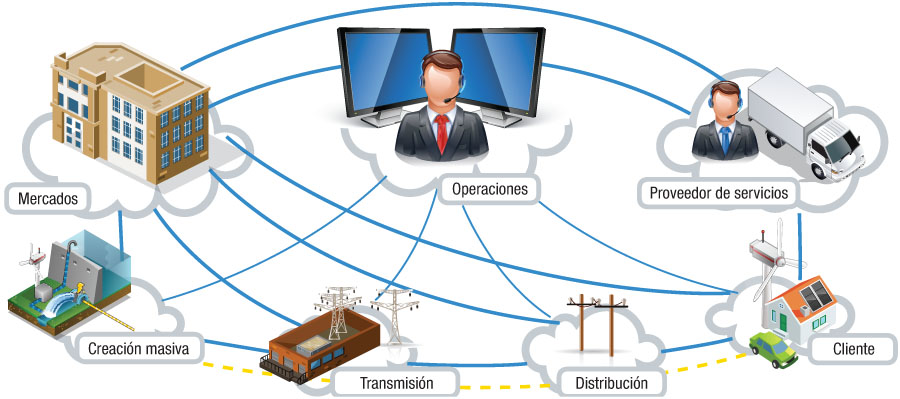 Operaciones
Mercados
Proveedor de servicios
Creación masiva
Transmisión
Distribución
Cliente